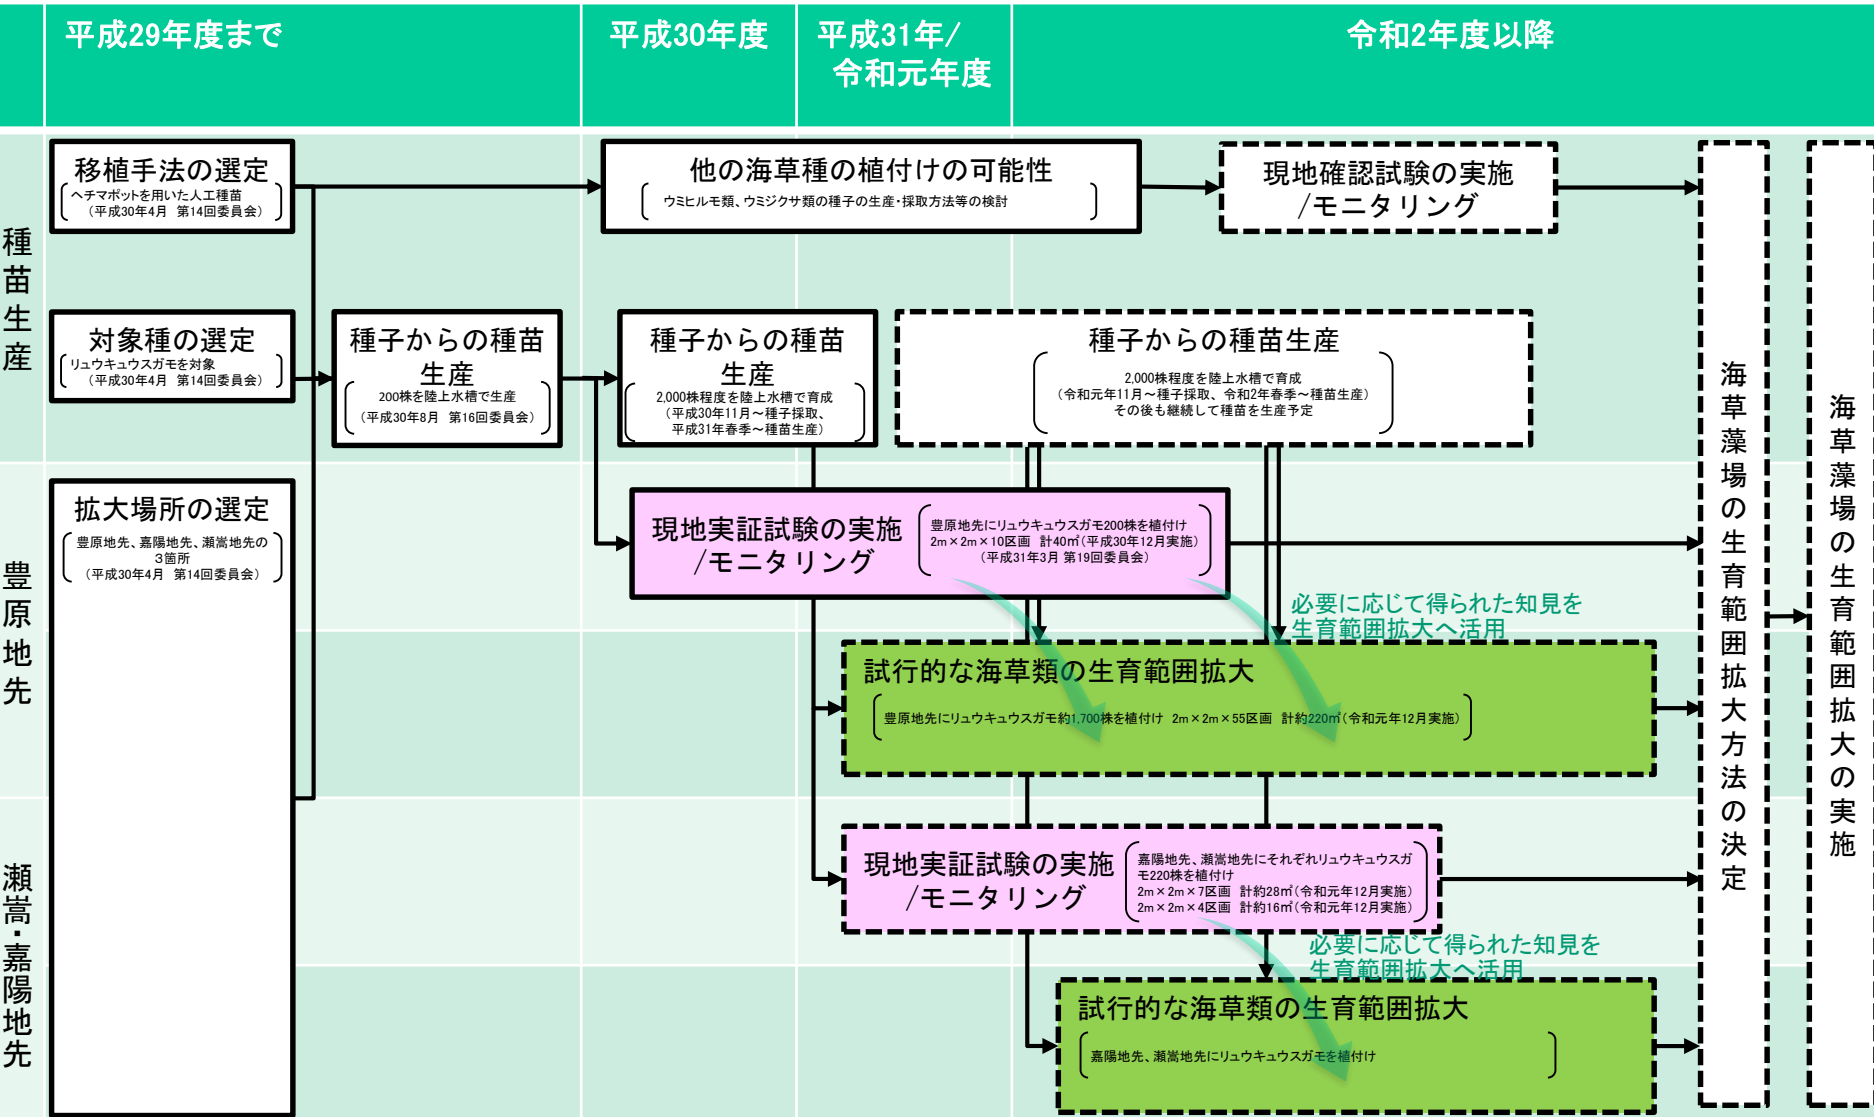 平成29年度まで
平成30年度
平成31年/
令和元年度
令和2年度以降
種苗生産
移植手法の選定
ヘチマポットを用いた人工種苗
（平成30年4月　第14回委員会）
他の海草種の植付けの可能性
ウミヒルモ類、ウミジクサ類の種子の生産・採取方法等の検討
現地確認試験の実施
/モニタリング
対象種の選定
リュウキュウスガモを対象
（平成30年4月　第14回委員会）
種子からの種苗
生産
200株を陸上水槽で生産
（平成30年8月　第16回委員会）
種子からの種苗
生産
2,000株程度を陸上水槽で育成
（平成30年11月～種子採取、
平成31年春季～種苗生産）
種子からの種苗生産
2,000株程度を陸上水槽で育成
（令和元年11月～種子採取、令和2年春季～種苗生産）
その後も継続して種苗を生産予定
豊原地先
拡大場所の選定
豊原地先、嘉陽地先、瀬嵩地先の
３箇所
（平成30年4月　第14回委員会）
現地実証試験の実施
/モニタリング
豊原地先にリュウキュウスガモ200株を植付け
2m×2m×10区画　計40㎡（平成30年12月実施）
（平成31年3月 第19回委員会）
必要に応じて得られた知見を
生育範囲拡大へ活用
試行的な海草類の生育範囲拡大
豊原地先にリュウキュウスガモ約1,700株を植付け　2m×2m×55区画　計約220㎡（令和元年12月実施）
瀬嵩・嘉陽地先
現地実証試験の実施
/モニタリング
嘉陽地先、瀬嵩地先にそれぞれリュウキュウスガ
モ220株を植付け
2m×2m×7区画　計約28㎡（令和元年12月実施）
2m×2m×4区画　計約16㎡（令和元年12月実施）
必要に応じて得られた知見を
生育範囲拡大へ活用
試行的な海草類の生育範囲拡大
嘉陽地先、瀬嵩地先にリュウキュウスガモを植付け
海草藻場の生育範囲拡大方法の決定
海草藻場の生育範囲拡大の実施